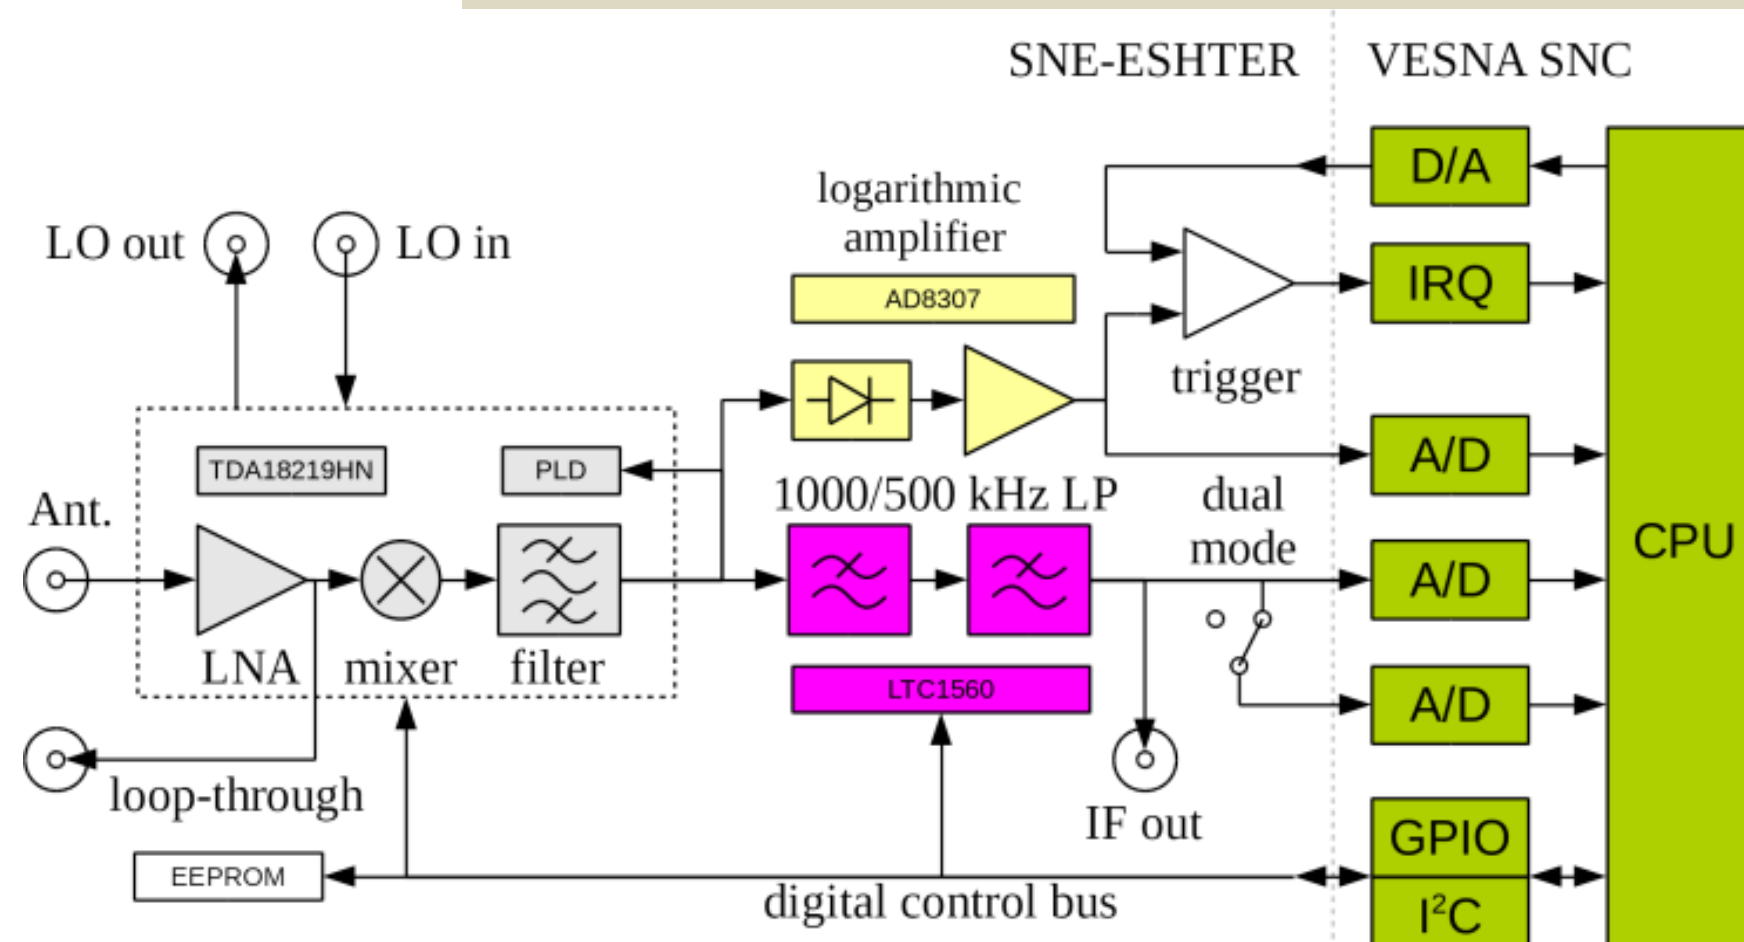 SNE-ESHTER
VESNA SNC
D/A
logarithmic
amplifier
LO out
LO in
IRQ
AD8307
trigger
TDA18219HN
PLD
A/D
1000/500 kHz LP
dual
mode
Ant.
CPU
A/D
LNA
mixer
filter
LTC1560
A/D
loop-through
IF out
GPIO
EEPROM
digital control bus
I²C